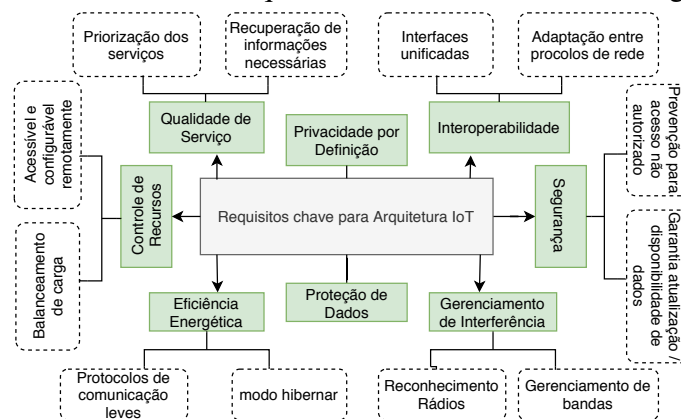 Priorização dos
serviços
Recuperação de
informações
necessárias
Interfaces
unificadas
Adaptação entre
procolos de rede
Qualidade de
Serviço
Privacidade por
Definição
Interoperabilidade
Acessível e
configurável
remotamente
Controle de
Recursos
Requisitos chave para Arquitetura IoT
Segurança
Prevenção para
acesso não
autorizado
Balanceamento
de carga
Garantia atualização /
disponibilidade de
dados
Eficiência
Energética
Proteção de
Dados
Gerenciamento
de Interferência
Protocolos de
comunicação
leves
modo hibernar
Reconhecimento
Rádios
Gerenciamento de
bandas